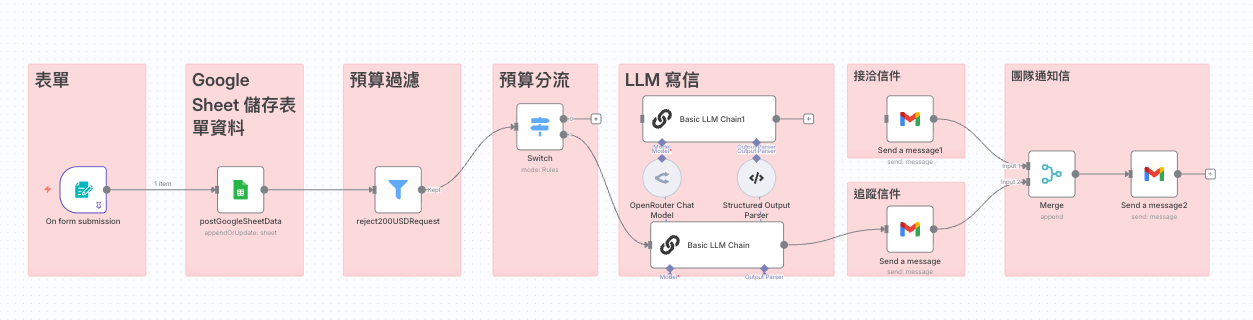 表單
Google
Sheet 儲存表
單資料
預算過濾
預算分流
LLM 寫信
接洽信件
團隊通知信
追蹤信件
1 item
On form submission
postGoogleSheetData
appendOrUpdate: sheet
Kept
reject200USDRequest
Switch
mode: Rules
Basic LLM Chain1
Model*
Output Parser
Model*
Output Parser
OpenRouter Chat
Model
Structured Output
Parser
Basic LLM Chain
Model*
Output Parser
Send a message1
send: message
Send a message
send: message
Input 1
Input 2
Merge
append
Send a message2
send: message